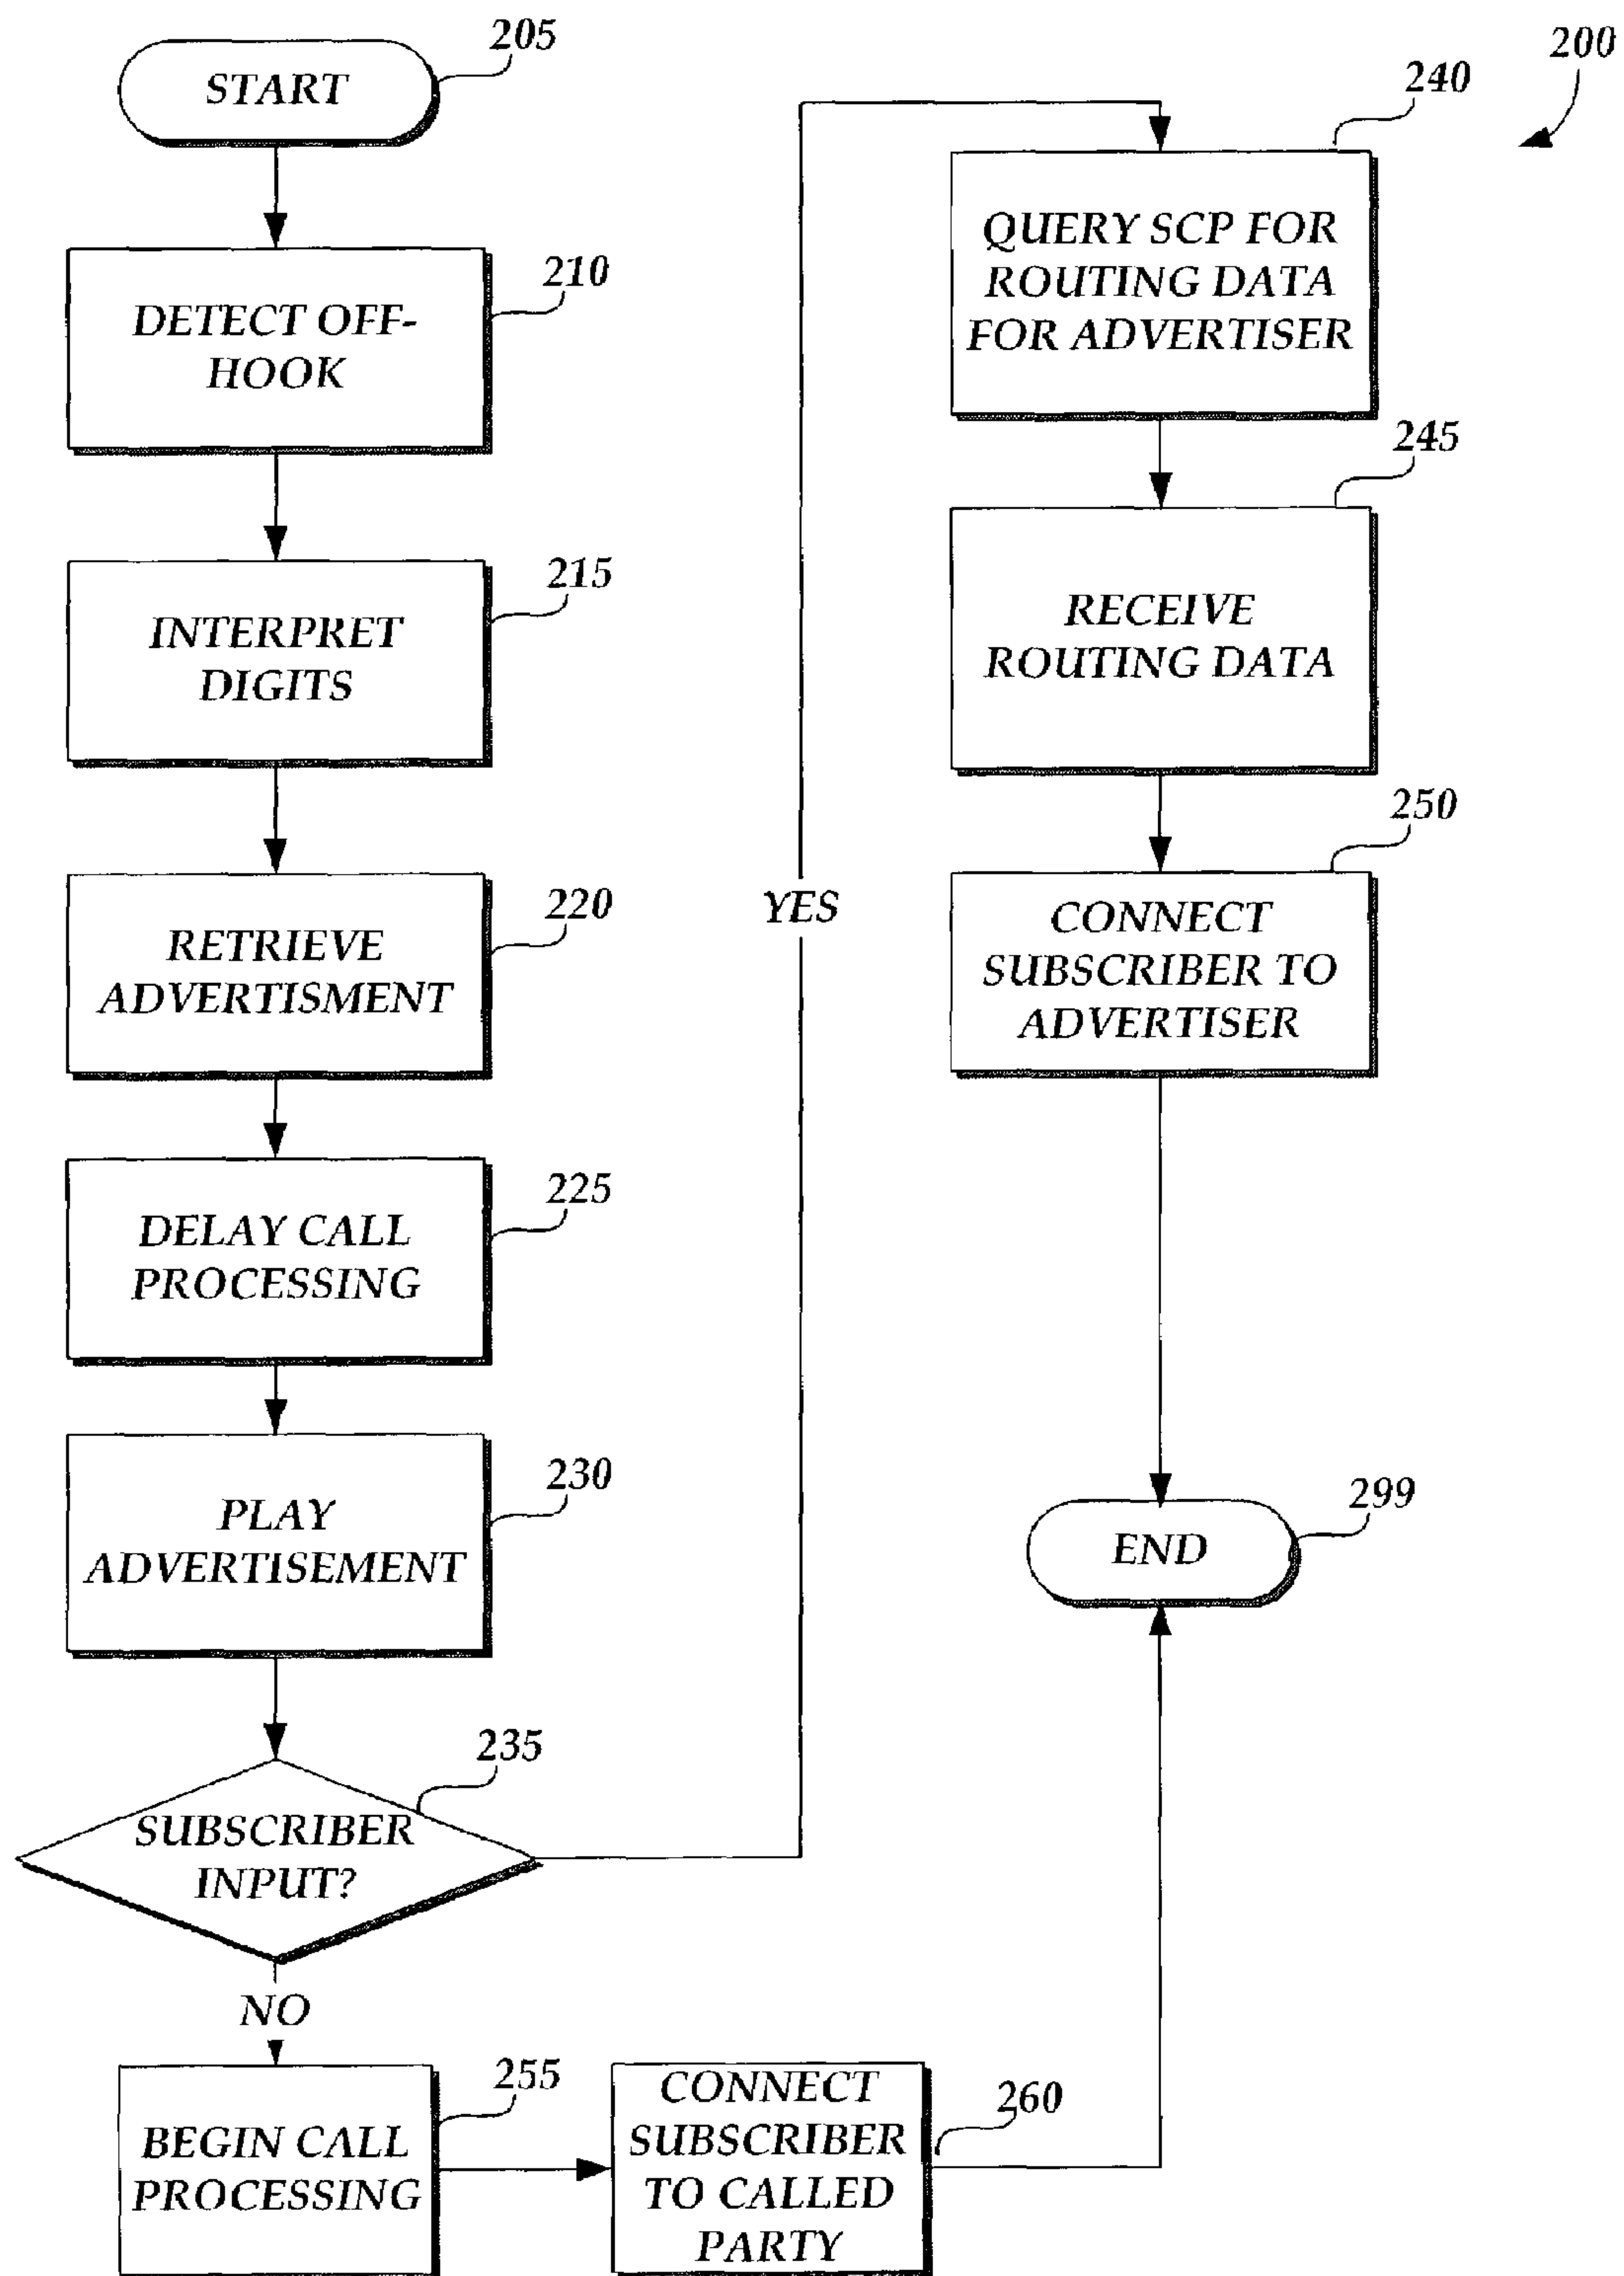 205
START
210
DETECT OFF-
HOOK
215
INTERPRET
DIGITS
220
RETRIEVE
ADVERTISMENT
225
DELAY CALL
PROCESSING
230
PLAY
ADVERTISEMENT
235
SUBSCRIBER
INPUT?
NO
YES
255
BEGIN CALL
PROCESSING
260
CONNECT
SUBSCRIBER
TO CALLED
PARTY
200
240
QUERY SCP FOR
ROUTING DATA
FOR ADVERTISER
245
RECEIVE
ROUTING DATA
250
CONNECT
SUBSCRIBER TO
ADVERTISER
299
END